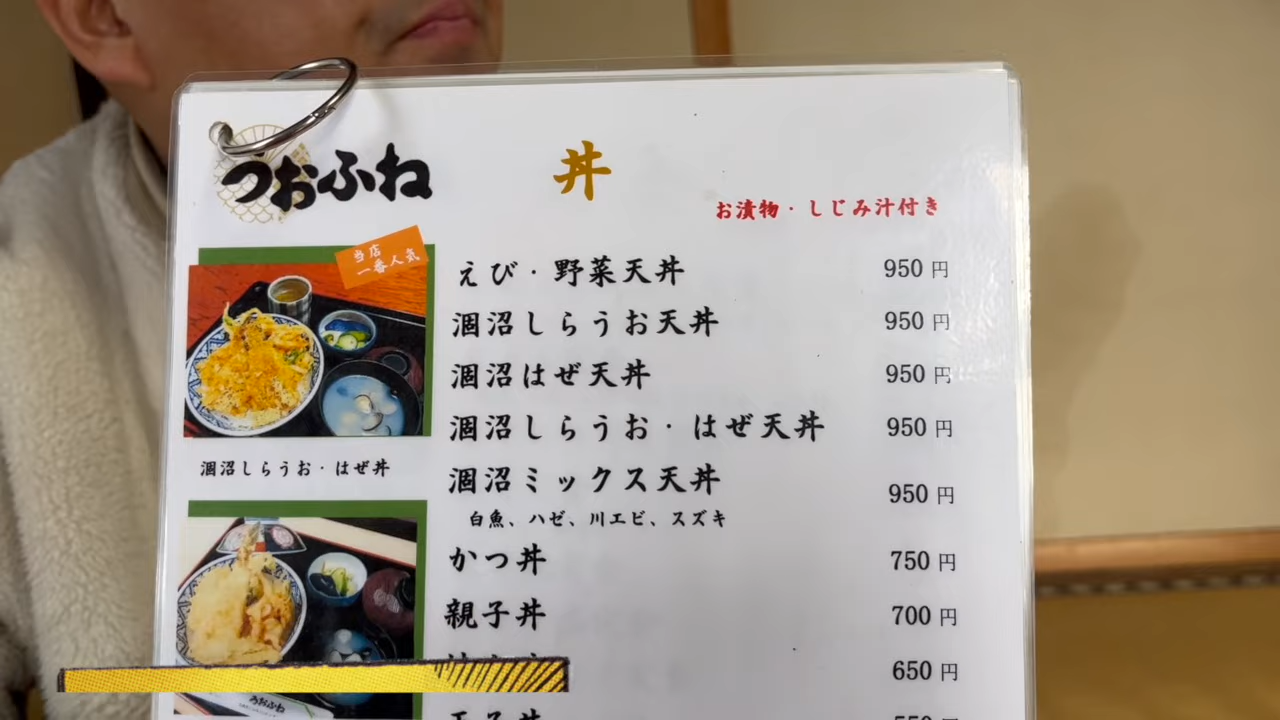 うおふね
丼
お漬物・しじみ汁付き
当店
一番人気
えび・野菜天丼 950円
涸沼しらうお天丼 950円
涸沼はぜ天丼 950円
涸沼しらうお・はぜ天丼 950円
涸沼しらうお・はぜ丼
涸沼ミックス天丼 950円
白魚、ハゼ、川エビ、スズキ
かつ丼 750円
親子丼 700円
650円
うおふね